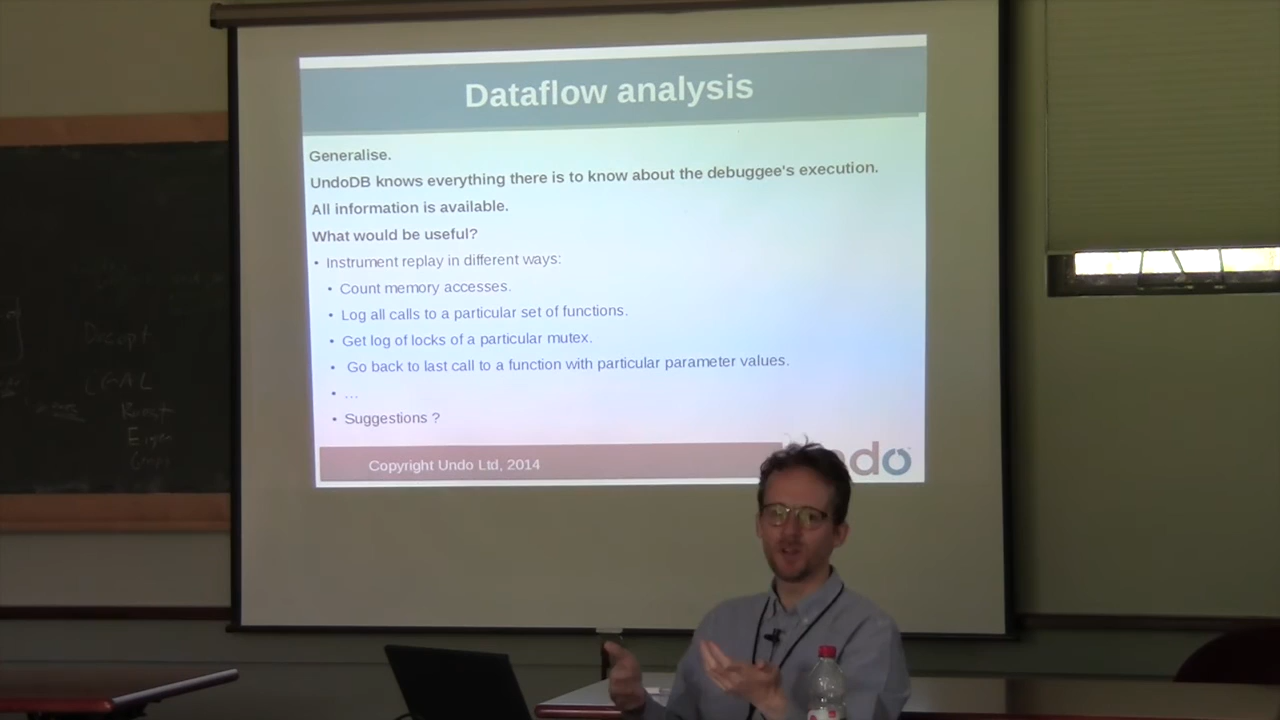 Dataflow analysis
Generalise.
UndoDB knows everything there is to know about the debuggee's execution.
All information is available.
What would be useful?
• Instrument replay in different ways:
• Count memory accesses.
• Log all calls to a particular set of functions.
• Get log of locks of a particular mutex.
• Go back to last call to a function with particular parameter values.
• ...
• Suggestions ?
Copyright Undo Ltd, 2014